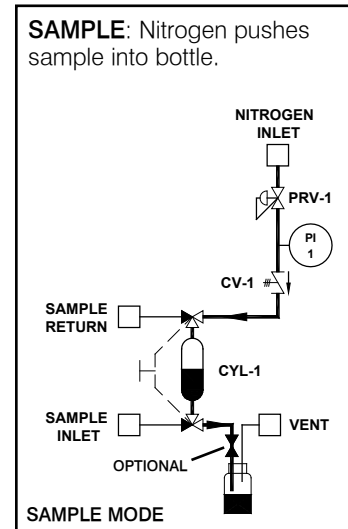 SAMPLE: Nitrogen pushes
sample into bottle.
NITROGEN
INLET
PRV-1
PI
1
CV-1
SAMPLE
RETURN
CYL-1
SAMPLE
INLET
VENT
OPTIONAL
SAMPLE MODE